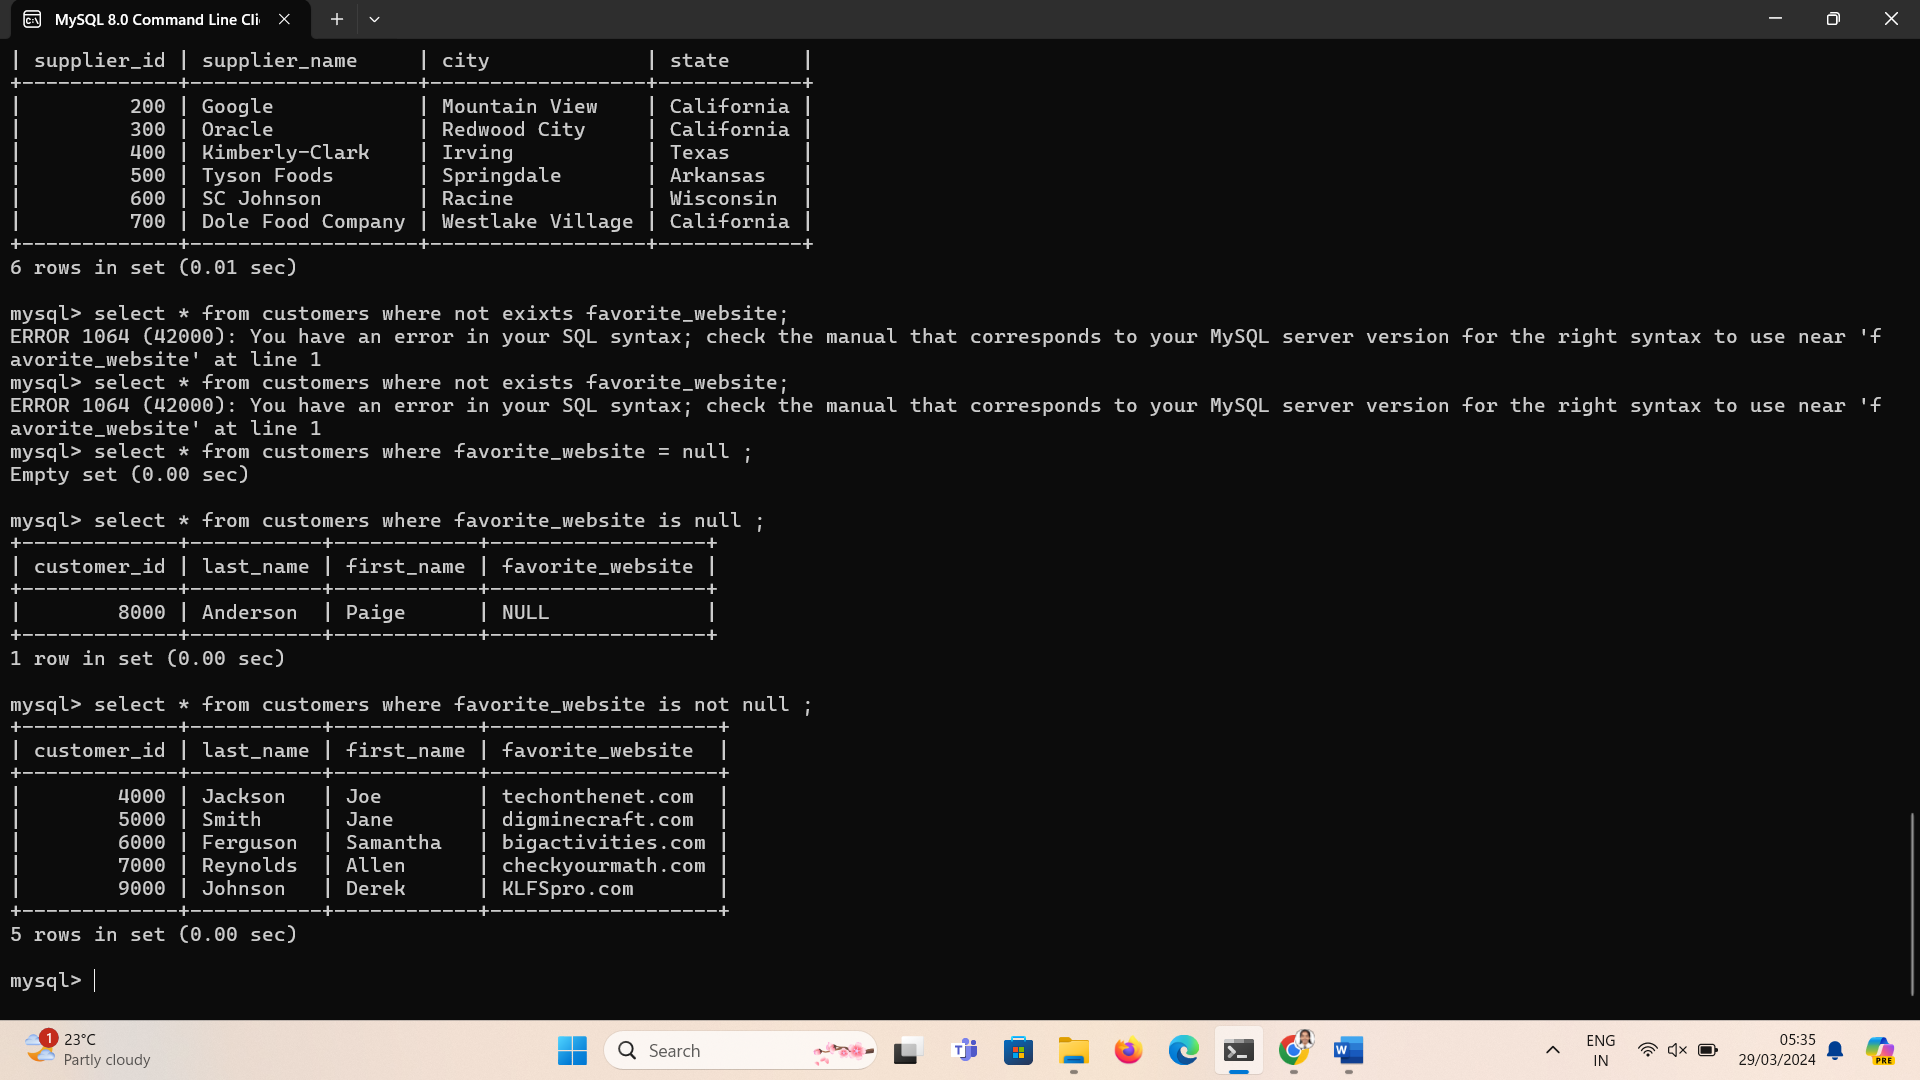 MySQL 8.0 Command Line Cli
| supplier_id | supplier_name     | city              | state      |
+-------------+-------------------+-------------------+------------+
|         200 | Google            | Mountain View     | California |
|         300 | Oracle            | Redwood City      | California |
|         400 | Kimberly-Clark    | Irving            | Texas      |
|         500 | Tyson Foods       | Springdale        | Arkansas   |
|         600 | SC Johnson        | Racine            | Wisconsin  |
|         700 | Dole Food Company | Westlake Village  | California |
+-------------+-------------------+-------------------+------------+
6 rows in set (0.01 sec)
mysql> select * from customers where not exixts favorite_website;
ERROR 1064 (42000): You have an error in your SQL syntax; check the manual that corresponds to your MySQL server version for the right syntax to use near 'f
avorite_website' at line 1
mysql> select * from customers where not exists favorite_website;
ERROR 1064 (42000): You have an error in your SQL syntax; check the manual that corresponds to your MySQL server version for the right syntax to use near 'f
avorite_website' at line 1
mysql> select * from customers where favorite_website = null ;
Empty set (0.00 sec)
mysql> select * from customers where favorite_website is null ;
+-------------+-----------+------------+------------------+
| customer_id | last_name | first_name | favorite_website |
+-------------+-----------+------------+------------------+
|        8000 | Anderson  | Paige      | NULL             |
+-------------+-----------+------------+------------------+
1 row in set (0.00 sec)
mysql> select * from customers where favorite_website is not null ;
+-------------+-----------+------------+-------------------+
| customer_id | last_name | first_name | favorite_website  |
+-------------+-----------+------------+-------------------+
|        4000 | Jackson   | Joe        | techonthenet.com  |
|        5000 | Smith     | Jane       | digminecraft.com  |
|        6000 | Ferguson  | Samantha   | bigactivities.com |
|        7000 | Reynolds  | Allen      | checkyourmath.com |
|        9000 | Johnson   | Derek      | KLFSpro.com       |
+-------------+-----------+------------+-------------------+
5 rows in set (0.00 sec)
mysql>
1
23°C
Partly cloudy
Search
ENG
IN
05:35
29/03/2024
PRE